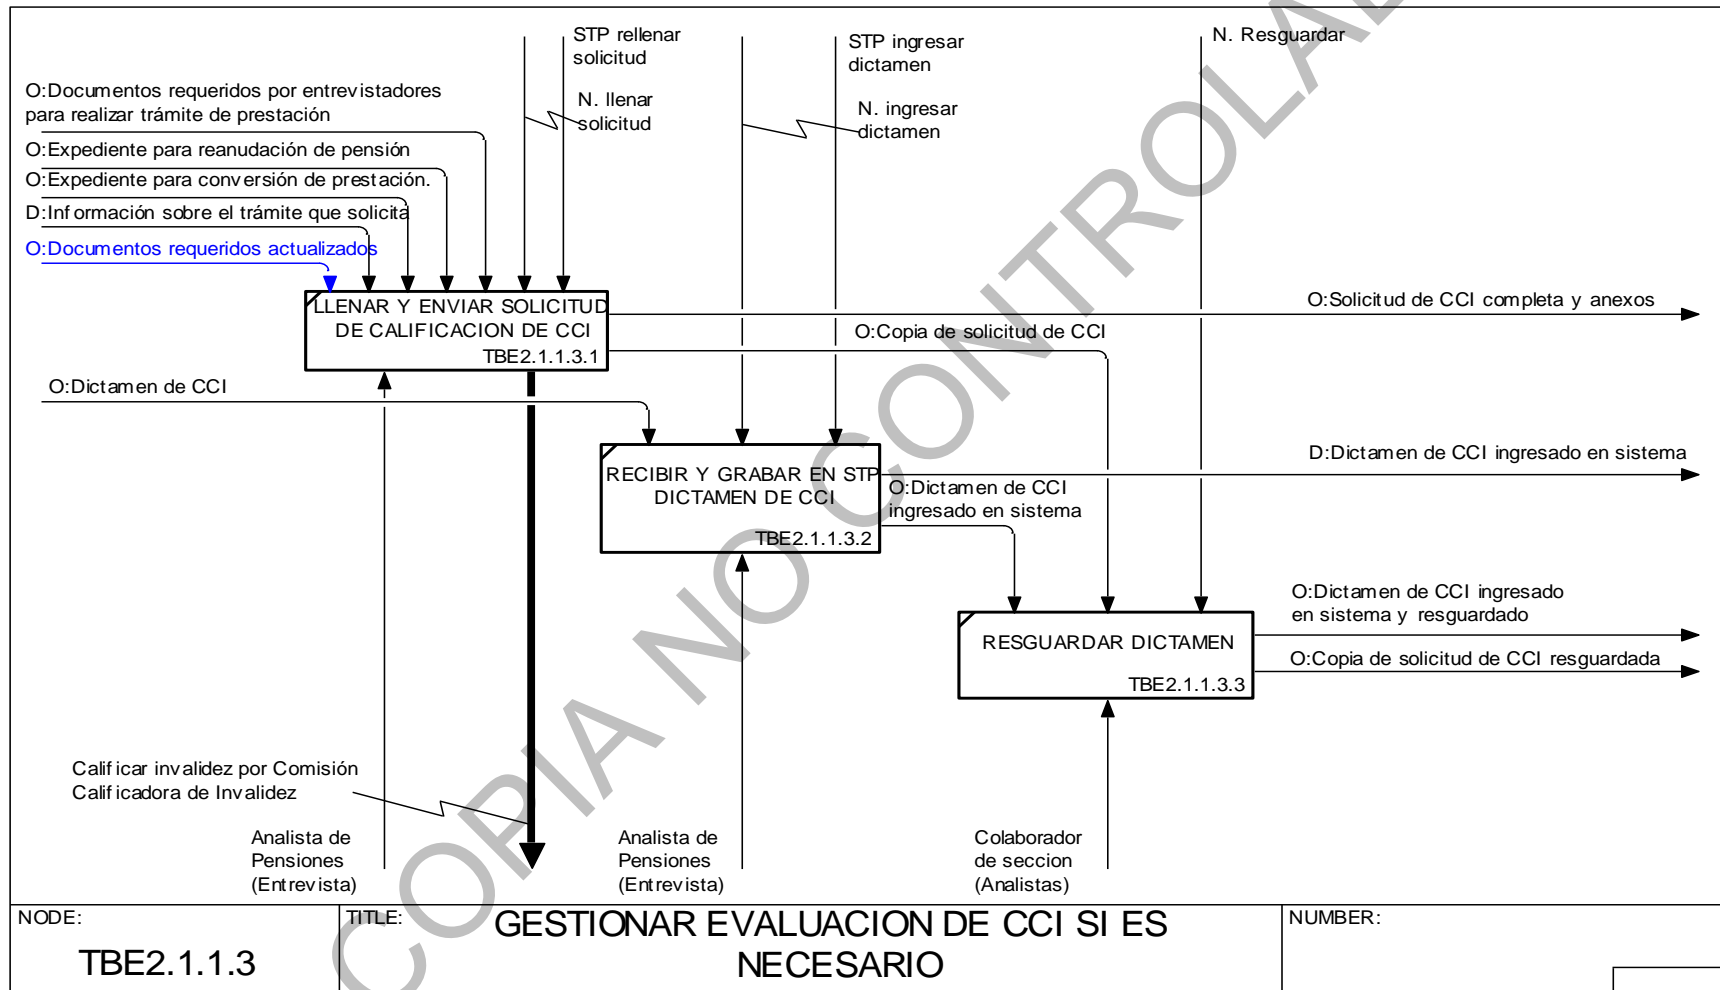 STP rellenar
solicitud
STP ingresar
dictamen
N. Resguardar
O:Documentos requeridos por entrevistadores
para realizar trámite de prestación
N. llenar
solicitud
N. ingresar
dictamen
O:Expediente para reanudación de pensión
O:Expediente para conversión de prestación.
D:Información sobre el trámite que solicita
O:Documentos requeridos actualizados
LLENAR Y ENVIAR SOLICITUD
DE CALIFICACION DE CCI
TBE2.1.1.3.1
O:Solicitud de CCI completa y anexos
O:Copia de solicitud de CCI
O:Dictamen de CCI
RECIBIR Y GRABAR EN STP
DICTAMEN DE CCI
TBE2.1.1.3.2
D:Dictamen de CCI ingresado en sistema
O:Dictamen de CCI
ingresado en sistema
O:Dictamen de CCI ingresado
en sistema y resguardado
RESGUARDAR DICTAMEN
TBE2.1.1.3.3
O:Copia de solicitud de CCI resguardada
Calificar invalidez por Comisión
Calificadora de Invalidez
Analista de
Pensiones
(Entrevista)
Analista de
Pensiones
(Entrevista)
Colaborador
de seccion
(Analistas)
NODE:
TBE2.1.1.3
TITLE:
GESTIONAR EVALUACION DE CCI SI ES
NECESARIO
NUMBER:
COPIA NO CONTROLA